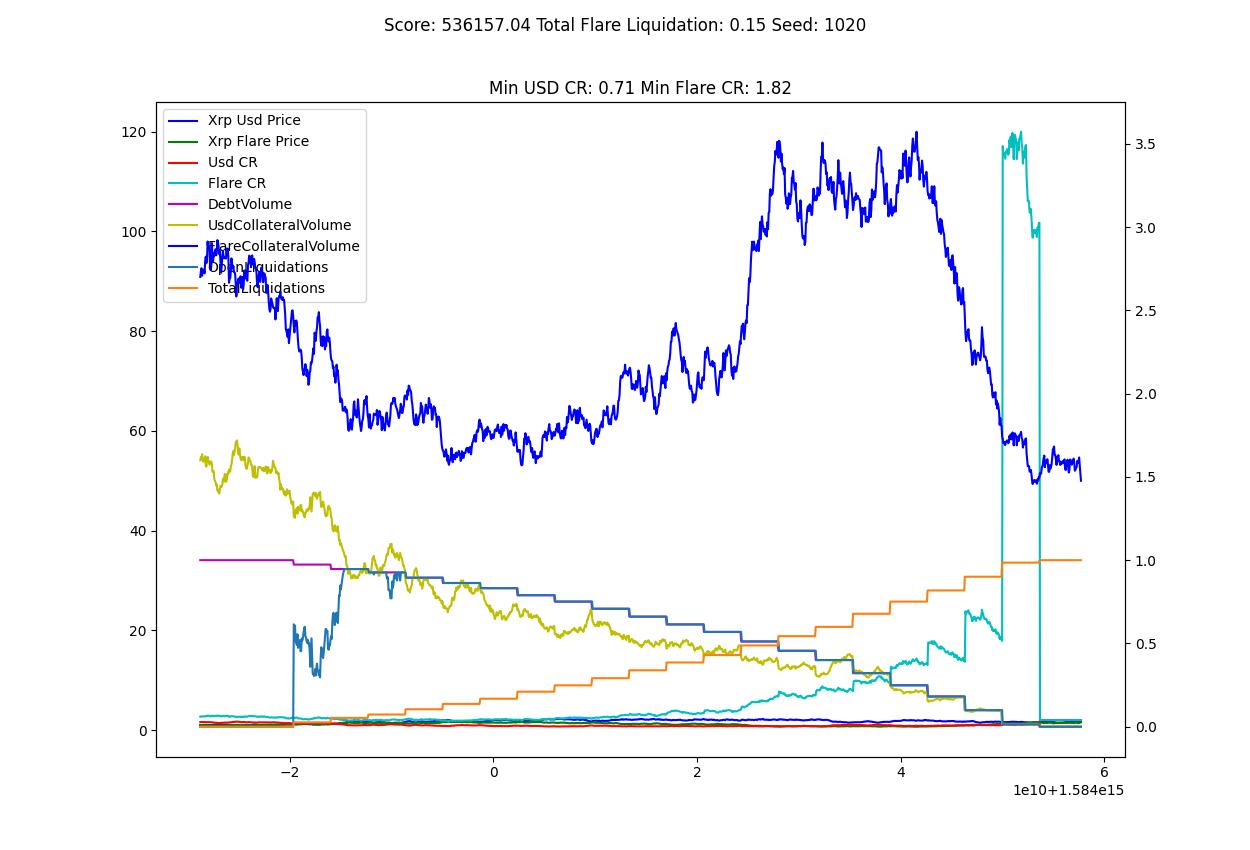 Score: 536157.04 Total Flare Liquidation: 0.15 Seed: 1020
Min USD CR: 0.71 Min Flare CR: 1.82
Xrp Usd Price
Xrp Flare Price
Usd CR
Flare CR
DebtVolume
UsdCollateralVolume
FlareCollateralVolume
OpenLiquidations
TotalLiquidations
120
100
80
60
40
20
0
3.5
3.0
2.5
2.0
1.5
1.0
0.5
0.0
−2
0
2
4
6
1e10+1.584e15